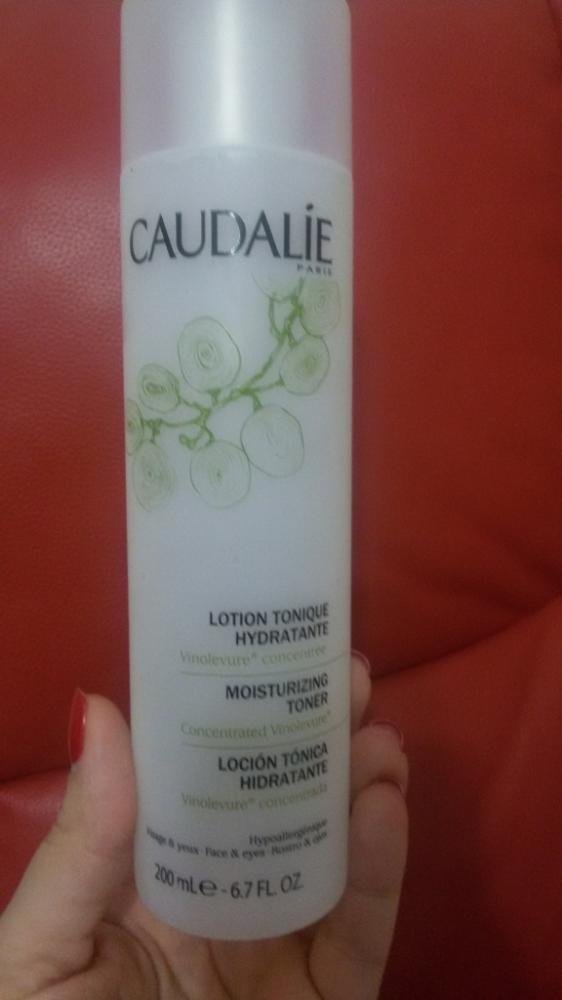 CAUDALÍE
PARIS
LOTION TONIQUE
HYDRATANTE
Vinolevure® concentrée
MOISTURIZING
TONER
Concentrated Vinolevure®
LOCIÓN TÓNICA
HIDRATANTE
Vinolevure® concentrada
Hypoallergénique
Visage & yeux · Face & eyes · Rostro & ojos
200 mL e - 6.7 FL. OZ.